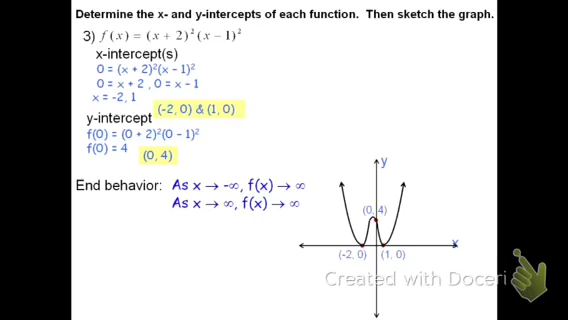 Determine the x- and y-intercepts of each function. Then sketch the graph.
3) f(x) = (x + 2)²(x − 1)²
x-intercept(s)
0 = (x + 2)²(x – 1)²
0 = x + 2 , 0 = x – 1
x = -2, 1
(-2, 0) & (1, 0)
y-intercept
f(0) = (0 + 2)²(0 – 1)²
f(0) = 4
(0, 4)
End behavior: As x → -∞, f(x) → ∞
As x → ∞, f(x) → ∞
y
(0, 4)
x
(-2, 0) (1, 0)
Created with Doceri